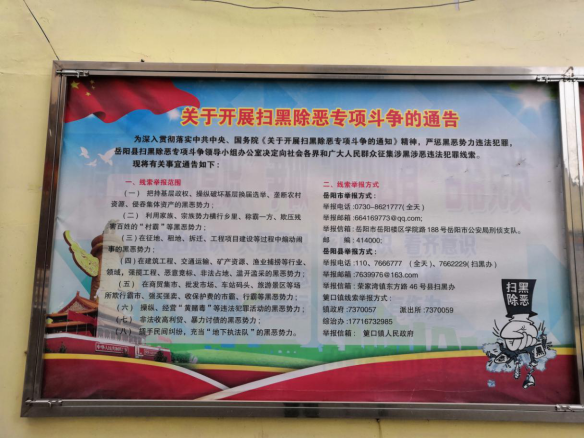 关于开展扫黑除恶专项斗争的通告
为深入贯彻落实中共中央、国务院《关于开展扫黑除恶专项斗争的通知》精神，严惩黑恶势力违法犯罪，
岳阳县扫黑除恶专项斗争领导小组办公室决定向社会各界和广大人民群众征集涉黑涉恶违法犯罪线索。
现将有关事宜通告如下：
一、线索举报范围
（一）把持基层政权、操纵破坏基层换届选举、垄断农村
资源、侵吞集体资产的黑恶势力；
（二）利用家族、宗族势力横行乡里、称霸一方、欺压残
害百姓的“村霸”等黑恶势力；
（三）在征地、租地、拆迁、工程项目建设等过程中煽动闹
事的黑恶势力；
（四）在建筑工程、交通运输、矿产资源、渔业捕捞等行业、
领域，强揽工程、恶意竞标、非法占地、滥开滥采的黑恶势力；
（五）在商贸集市、批发市场、车站码头、旅游景区等场
所欺行霸市、强买强卖、收保护费的市霸、行霸等黑恶势力；
（六）操纵、经营“黄赌毒”等违法犯罪活动的黑恶势力；
（七）非法收高利贷、暴力讨债的黑恶势力；
（八）插手民间纠纷，充当“地下执法队”的黑恶势力。
二、线索举报方式
岳阳市举报方式：
举报电话：0730-8621777(全天)
举报邮箱：664169773@qq.com;
举报信箱：岳阳市岳阳楼区学院路188号岳阳市公安局刑侦支队。
邮　编：414000;
岳阳县举报方式：
举报电话：110、7666777（全天）、7662229(扫黑办)
举报邮箱：7639976@163.com
举报信箱：荣家湾镇东方路46号县扫黑办
筻口镇线索举报方式：
镇政府：7370057　派出所：7370059
综治办：17716732985
举报信箱：筻口镇人民政府
扫黑
除恶